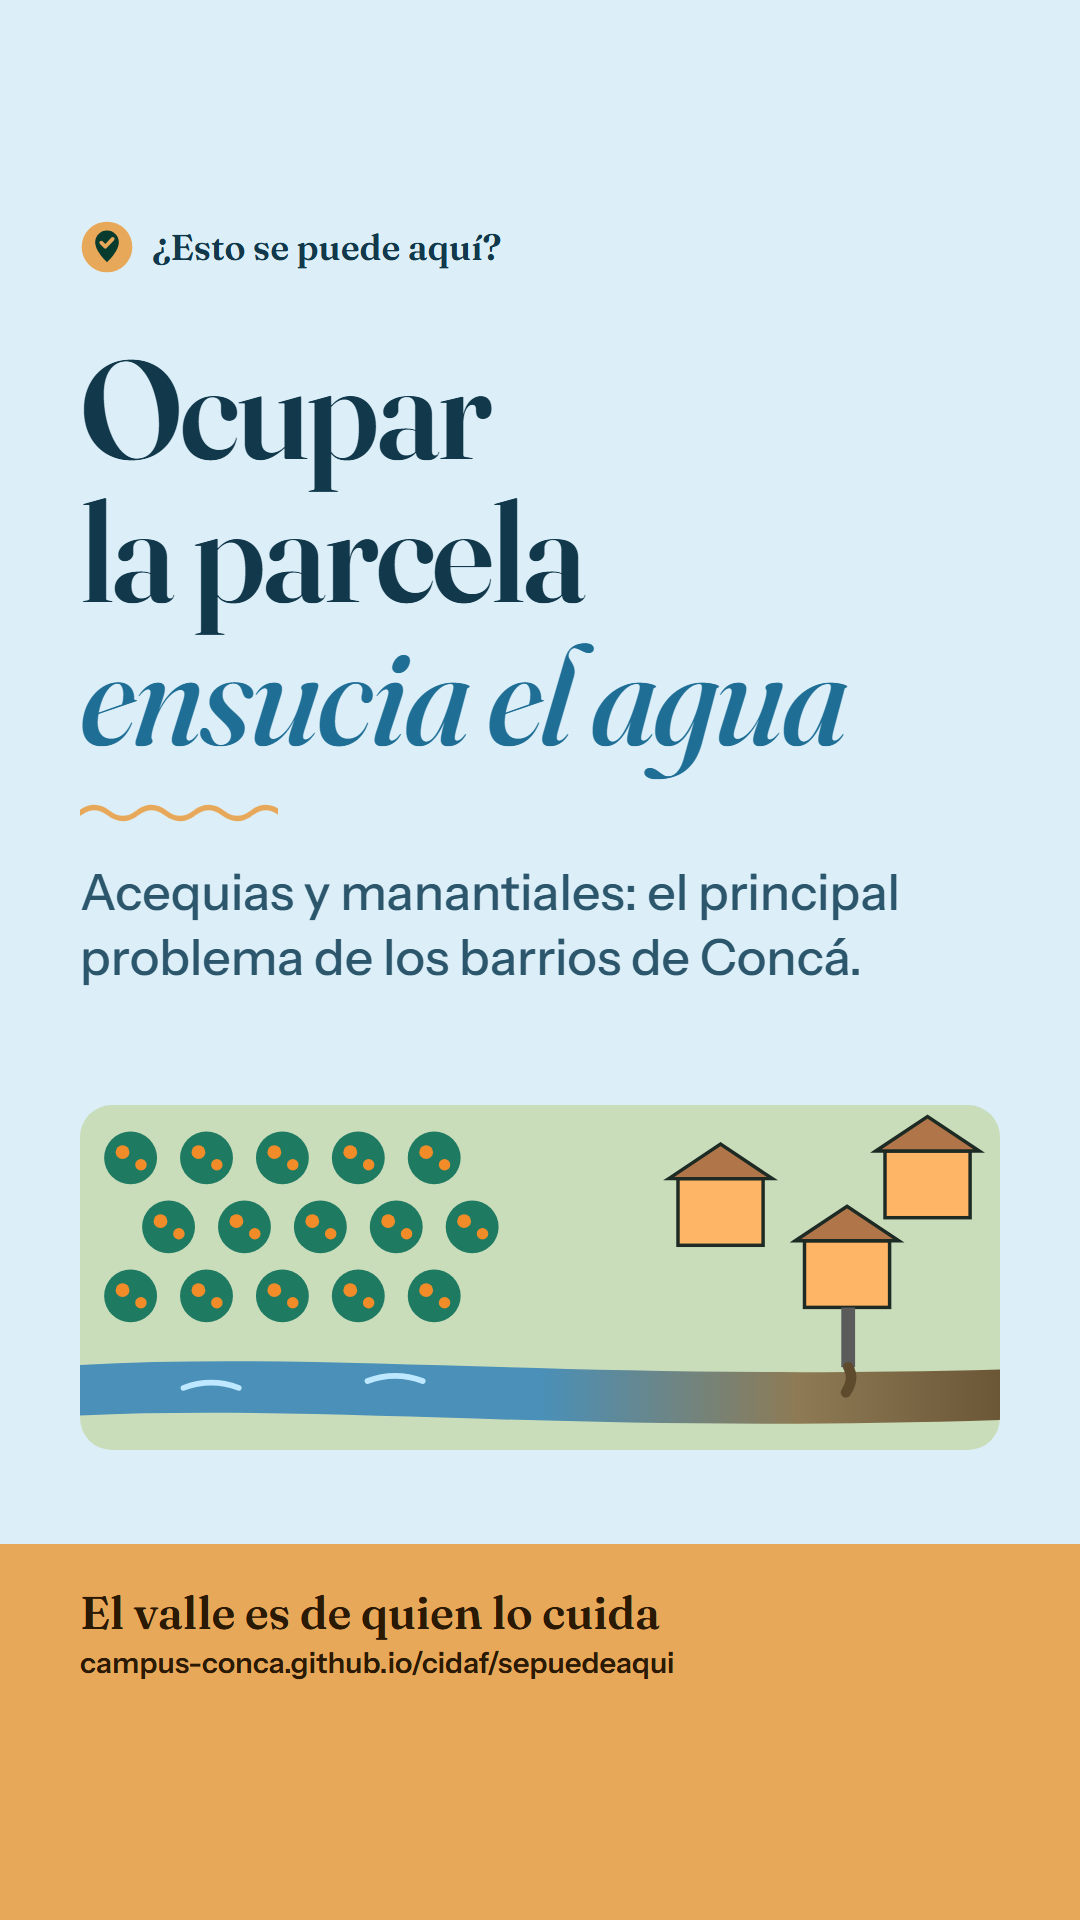 ¿Esto se puede aquí?
Ocupar
la parcela
ensucia el agua
Acequias y manantiales: el principal
problema de los barrios de Concá.
El valle es de quien lo cuida
campus-conca.github.io/cidaf/sepuedeaqui